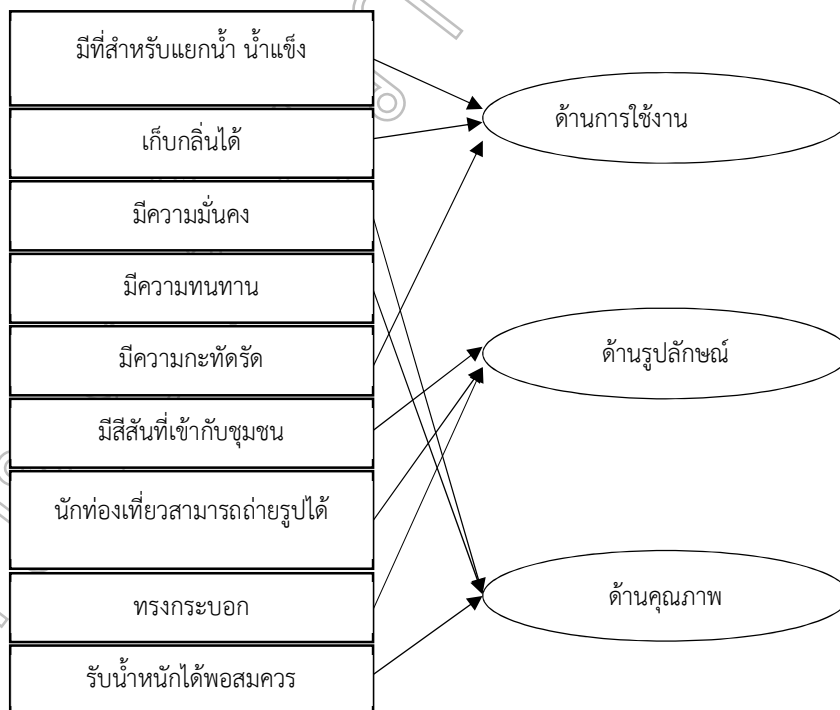 มีที่สำหรับแยกน้ำ น้ำแข็ง
เก็บกลิ่นได้
มีความมั่นคง
มีความทนทาน
มีความกะทัดรัด
มีสีสันที่เข้ากับชุมชน
นักท่องเที่ยวสามารถถ่ายรูปได้
ทรงกระบอก
รับน้ำหนักได้พอสมควร
ด้านการใช้งาน
ด้านรูปลักษณ์
ด้านคุณภาพ